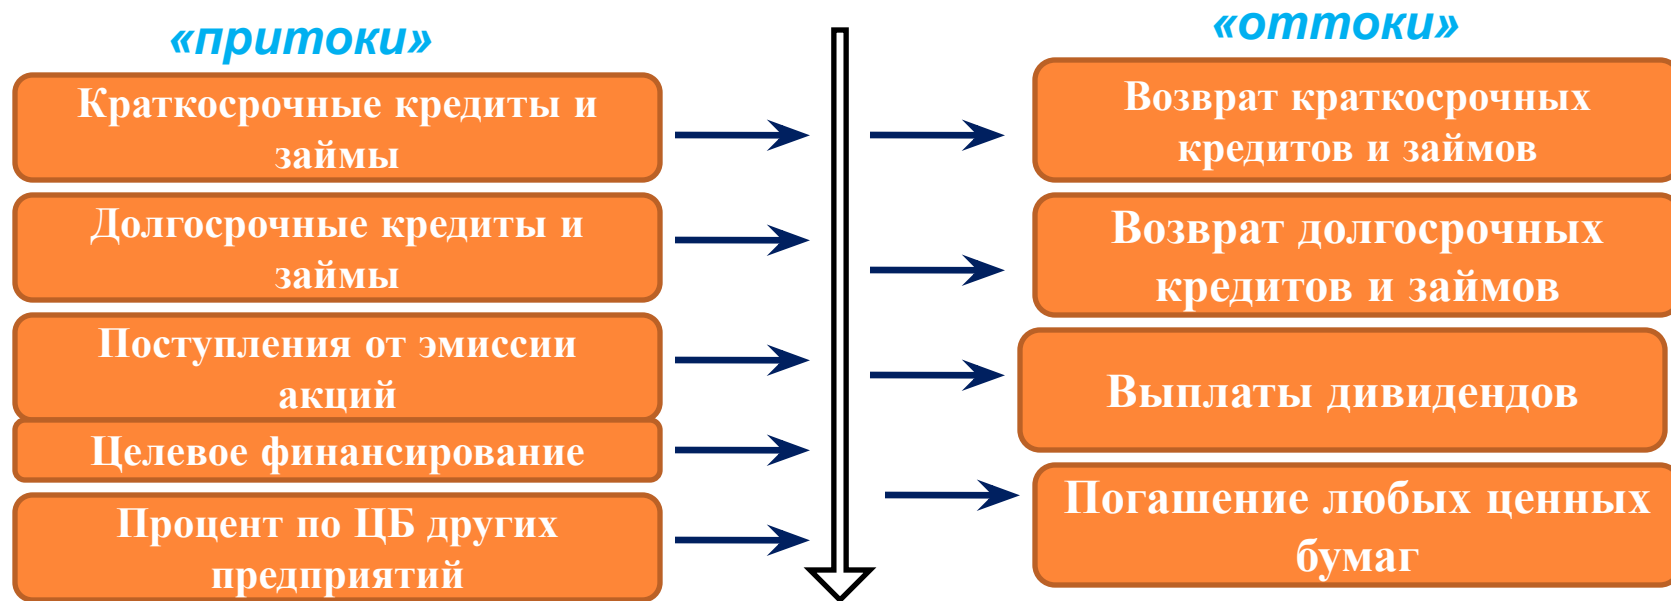 «притоки»
Краткосрочные кредиты и
займы
Долгосрочные кредиты и
займы
Поступления от эмиссии
акций
Целевое финансирование
Процент по ЦБ других
предприятий
«оттоки»
Возврат краткосрочных
кредитов и займов
Возврат долгосрочных
кредитов и займов
Выплаты дивидендов
Погашение любых ценных
бумаг